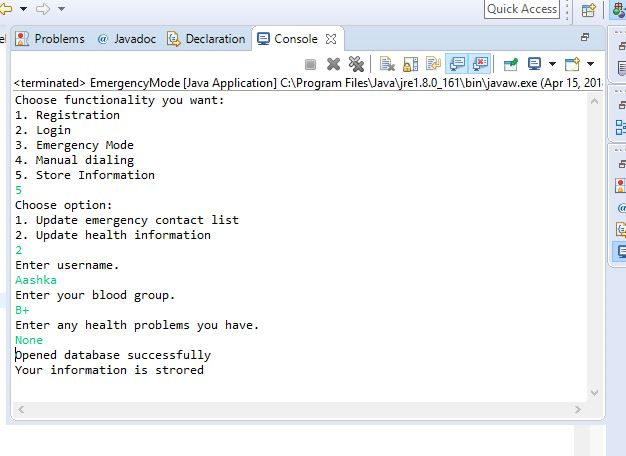 Quick Access
Problems @ Javadoc Declaration Console
<terminated> EmergencyMode [Java Application] C:\Program Files\Java\jre1.8.0_161\bin\javaw.exe (Apr 15, 201
Choose functionality you want:
1. Registration
2. Login
3. Emergency Mode
4. Manual dialing
5. Store Information
5
Choose option:
1. Update emergency contact list
2. Update health information
2
Enter username.
Aashka
Enter your blood group.
B+
Enter any health problems you have.
None
Opened database successfully
Your information is strored